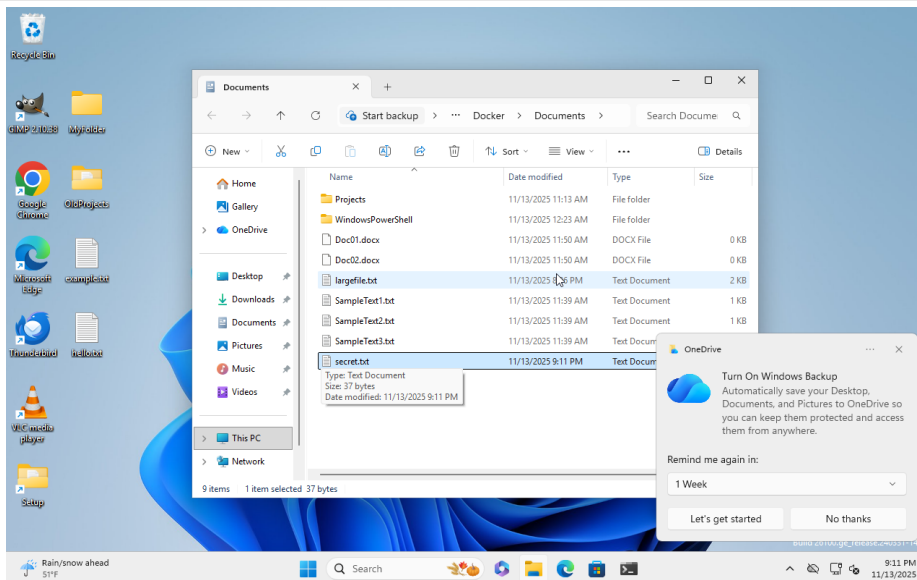 Recycle Bin
GIMP 2.10.38
MyFolder
Google Chrome
OldProjects
Microsoft Edge
example.txt
Thunderbird
Hello.txt
VLC media player
Setup
Documents
Start backup
Docker
Documents
Search Docume
New
Sort
View
Details
Name Date modified Type Size
Home
Gallery
OneDrive
Desktop
Downloads
Documents
Pictures
Music
Videos
This PC
Network
Projects 11/13/2025 11:13 AM File folder
WindowsPowerShell 11/13/2025 12:23 AM File folder
Doc01.docx 11/13/2025 11:50 AM DOCX File 0 KB
Doc02.docx 11/13/2025 11:50 AM DOCX File 0 KB
largefile.txt 11/13/2025 PM Text Document 2 KB
SampleText1.txt 11/13/2025 11:39 AM Text Document 1 KB
SampleText2.txt 11/13/2025 11:39 AM Text Document 1 KB
SampleText3.txt 11/13/2025 11:39 AM Text Document
secret.txt 11/13/2025 9:11 PM Text Docum
Type: Text Document
Size: 37 bytes
Date modified: 11/13/2025 9:11 PM
9 items 1 item selected 37 bytes
OneDrive
Turn On Windows Backup
Automatically save your Desktop,
Documents, and Pictures to OneDrive so
you can keep them protected and access
them from anywhere.
Remind me again in:
1 Week
Let's get started
No thanks
Rain/snow ahead
51°F
Search
9:11 PM
11/13/2025